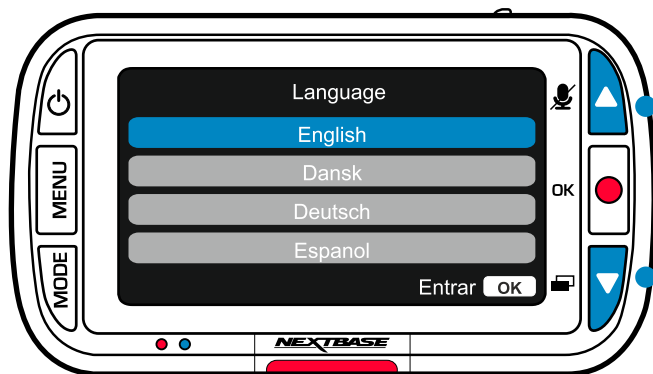 Language
English
Dansk
Deutsch
Espanol
Entrar OK
MENU
MODE
OK
NEXTBASE